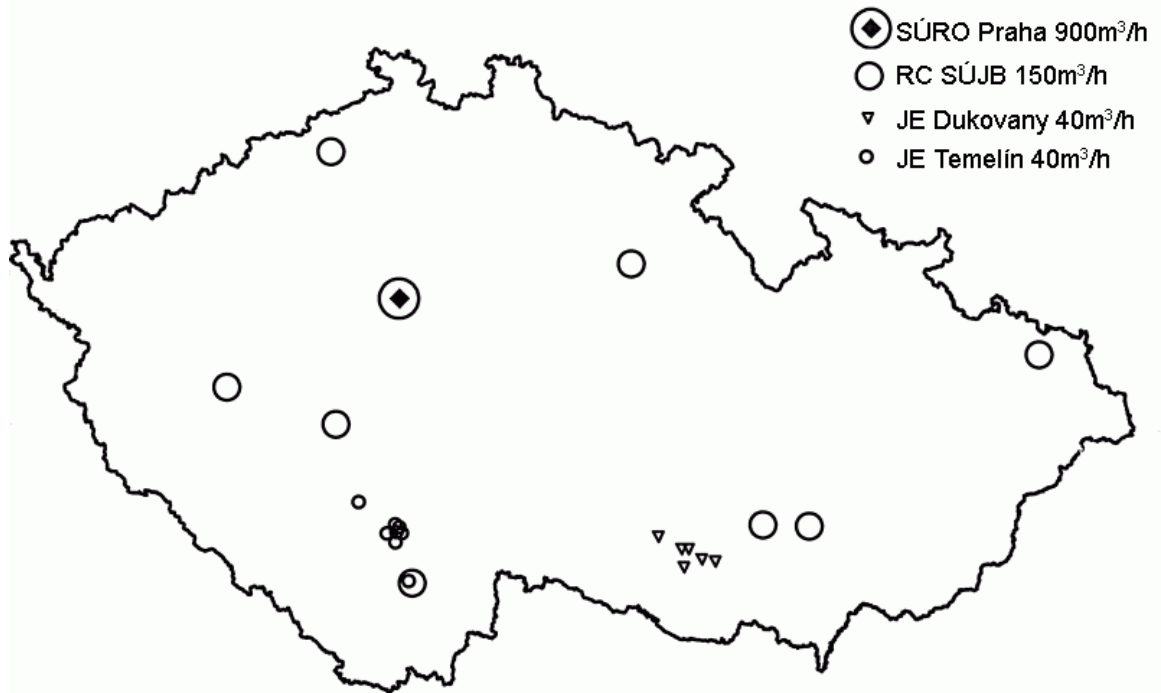 SÚRO Praha 900m³/h
RC SÚJB 150m³/h
JE Dukovany 40m³/h
JE Temelín 40m³/h